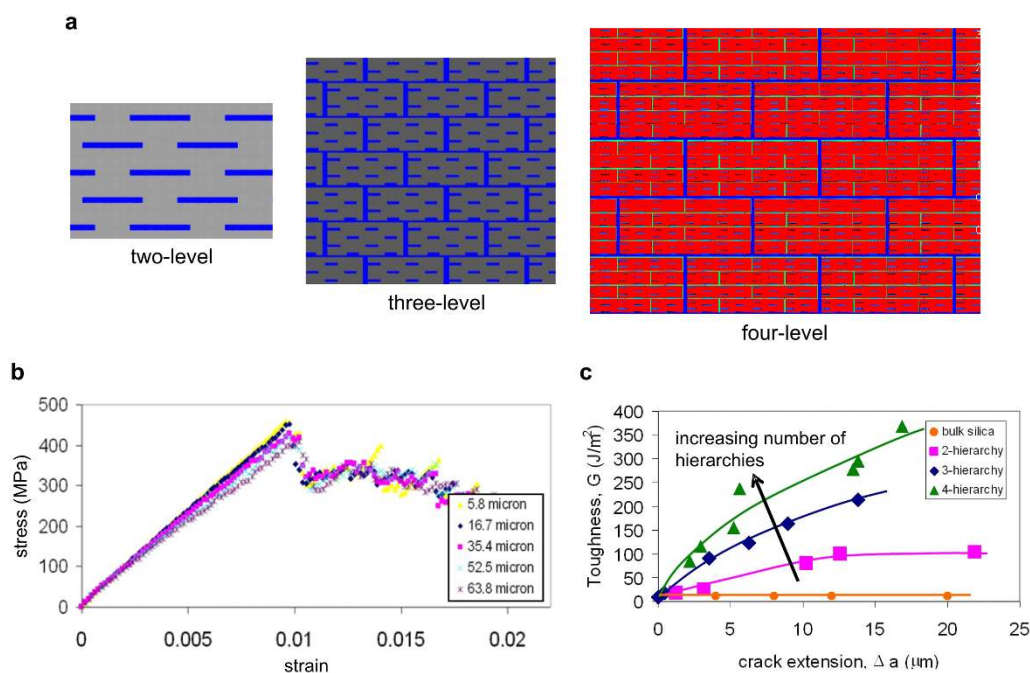 a
two-level
three-level
four-level
b
500
400
300
200
100
0
stress (MPa)
0
0.005
0.01
0.015
0.02
strain
5.8 micron
16.7 micron
35.4 micron
52.5 micron
63.8 micron
c
400
350
300
250
200
150
100
50
0
Toughness, G (J/m²)
0
5
10
15
20
25
crack extension, Δ a (μm)
increasing number of
hierarchies
bulk silica
2-hierarchy
3-hierarchy
4-hierarchy